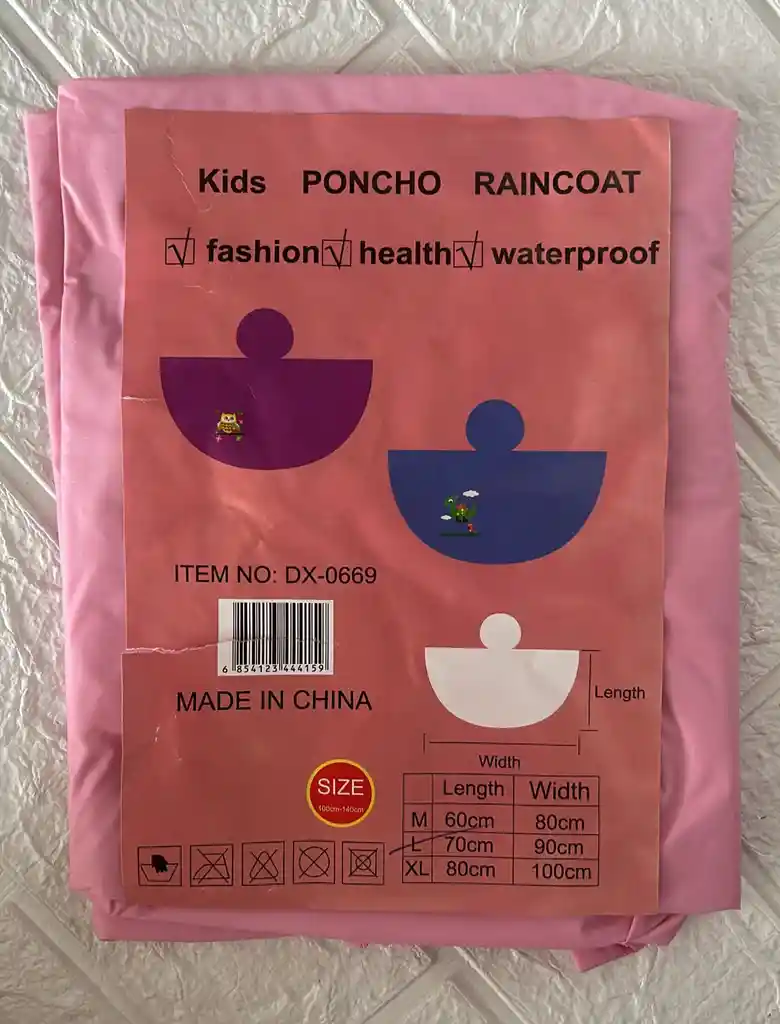 Kids PONCHO RAINCOAT
fashion health waterproof
ITEM NO: DX-0669
6 854123 444159
MADE IN CHINA
Length
Width
SIZE
100cm-140cm
Length Width
M 60cm 80cm
L 70cm 90cm
XL 80cm 100cm